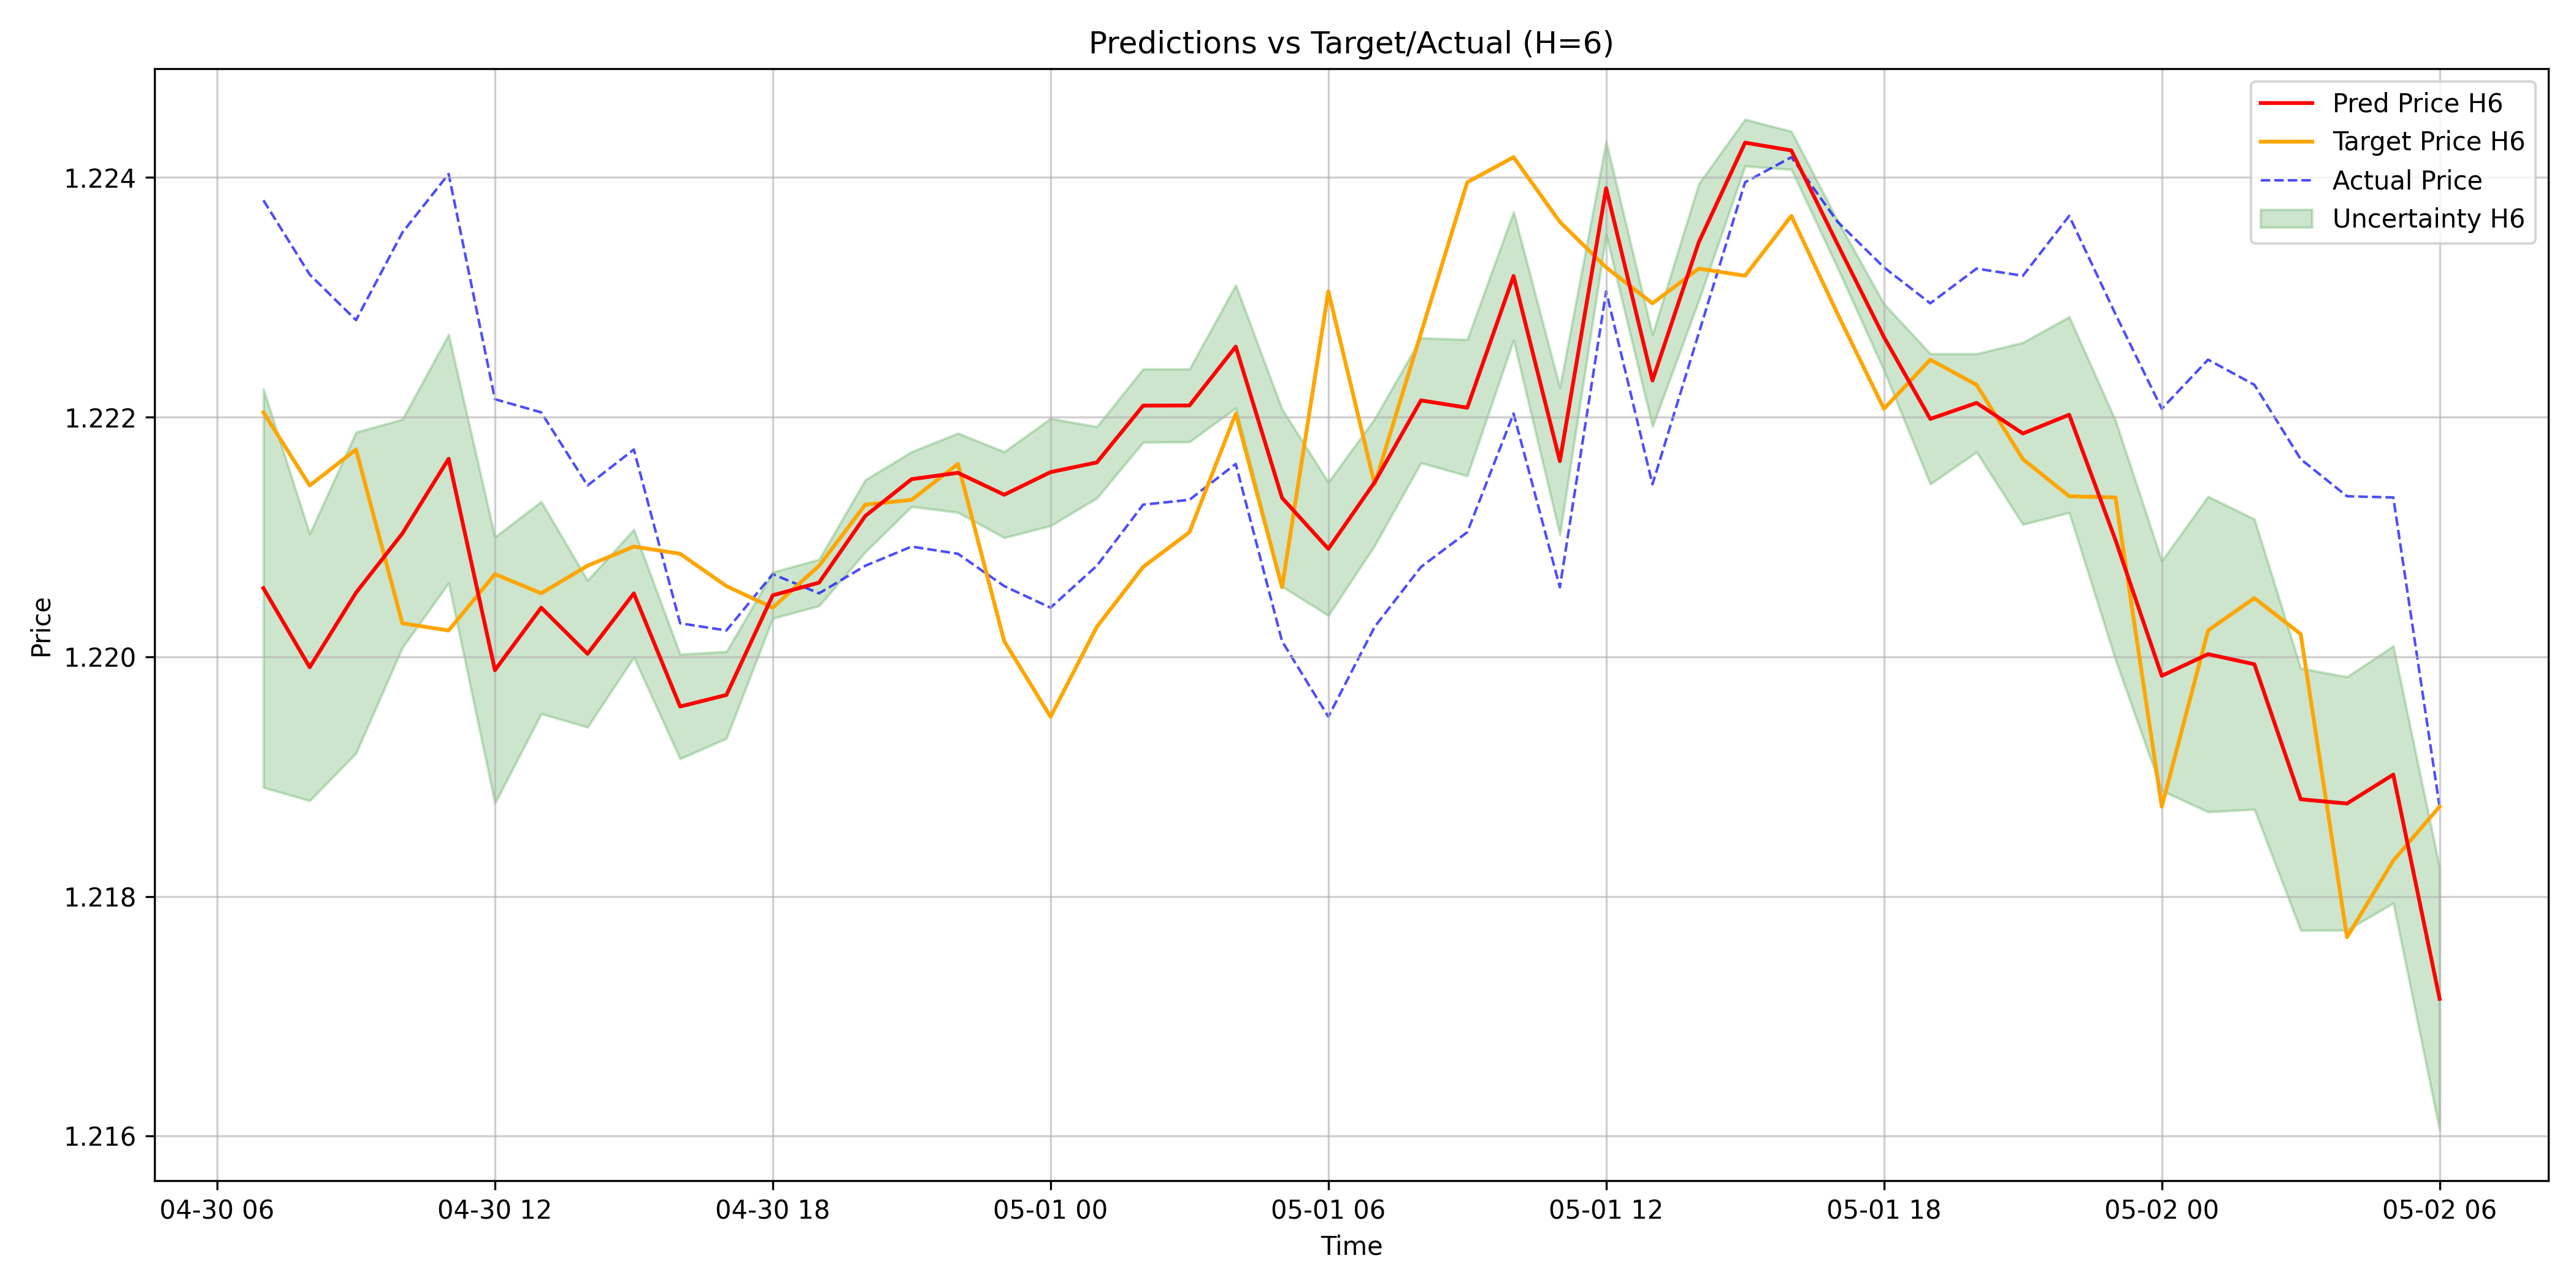 Predictions vs Target/Actual (H=6)
Pred Price H6
Target Price H6
Actual Price
Uncertainty H6
Price
1.224
1.222
1.220
1.218
1.216
04-30 06
04-30 12
04-30 18
05-01 00
05-01 06
05-01 12
05-01 18
05-02 00
05-02 06
Time